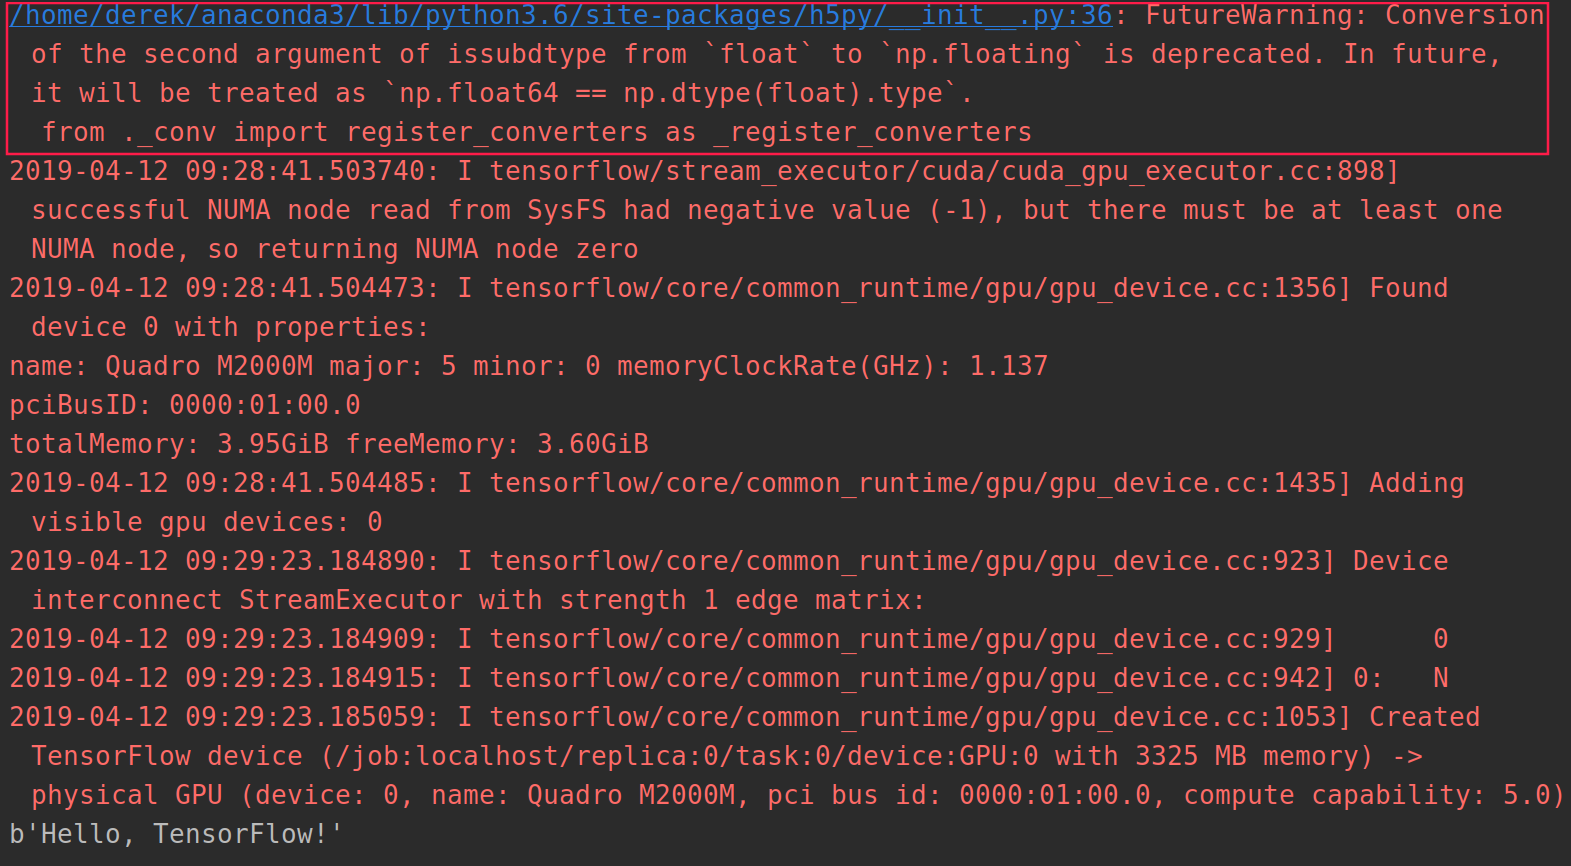 /home/derek/anaconda3/lib/python3.6/site-packages/h5py/__init__.py:36: FutureWarning: Conversion
of the second argument of issubdtype from `float` to `np.floating` is deprecated. In future,
it will be treated as `np.float64 == np.dtype(float).type`.
from ._conv import register_converters as _register_converters
2019-04-12 09:28:41.503740: I tensorflow/stream_executor/cuda/cuda_gpu_executor.cc:898]
successful NUMA node read from SysFS had negative value (-1), but there must be at least one
NUMA node, so returning NUMA node zero
2019-04-12 09:28:41.504473: I tensorflow/core/common_runtime/gpu/gpu_device.cc:1356] Found
device 0 with properties:
name: Quadro M2000M major: 5 minor: 0 memoryClockRate(GHz): 1.137
pciBusID: 0000:01:00.0
totalMemory: 3.95GiB freeMemory: 3.60GiB
2019-04-12 09:28:41.504485: I tensorflow/core/common_runtime/gpu/gpu_device.cc:1435] Adding
visible gpu devices: 0
2019-04-12 09:29:23.184890: I tensorflow/core/common_runtime/gpu/gpu_device.cc:923] Device
interconnect StreamExecutor with strength 1 edge matrix:
2019-04-12 09:29:23.184909: I tensorflow/core/common_runtime/gpu/gpu_device.cc:929]      0
2019-04-12 09:29:23.184915: I tensorflow/core/common_runtime/gpu/gpu_device.cc:942] 0:   N
2019-04-12 09:29:23.185059: I tensorflow/core/common_runtime/gpu/gpu_device.cc:1053] Created
TensorFlow device (/job:localhost/replica:0/task:0/device:GPU:0 with 3325 MB memory) ->
physical GPU (device: 0, name: Quadro M2000M, pci bus id: 0000:01:00.0, compute capability: 5.0)
b'Hello, TensorFlow!'